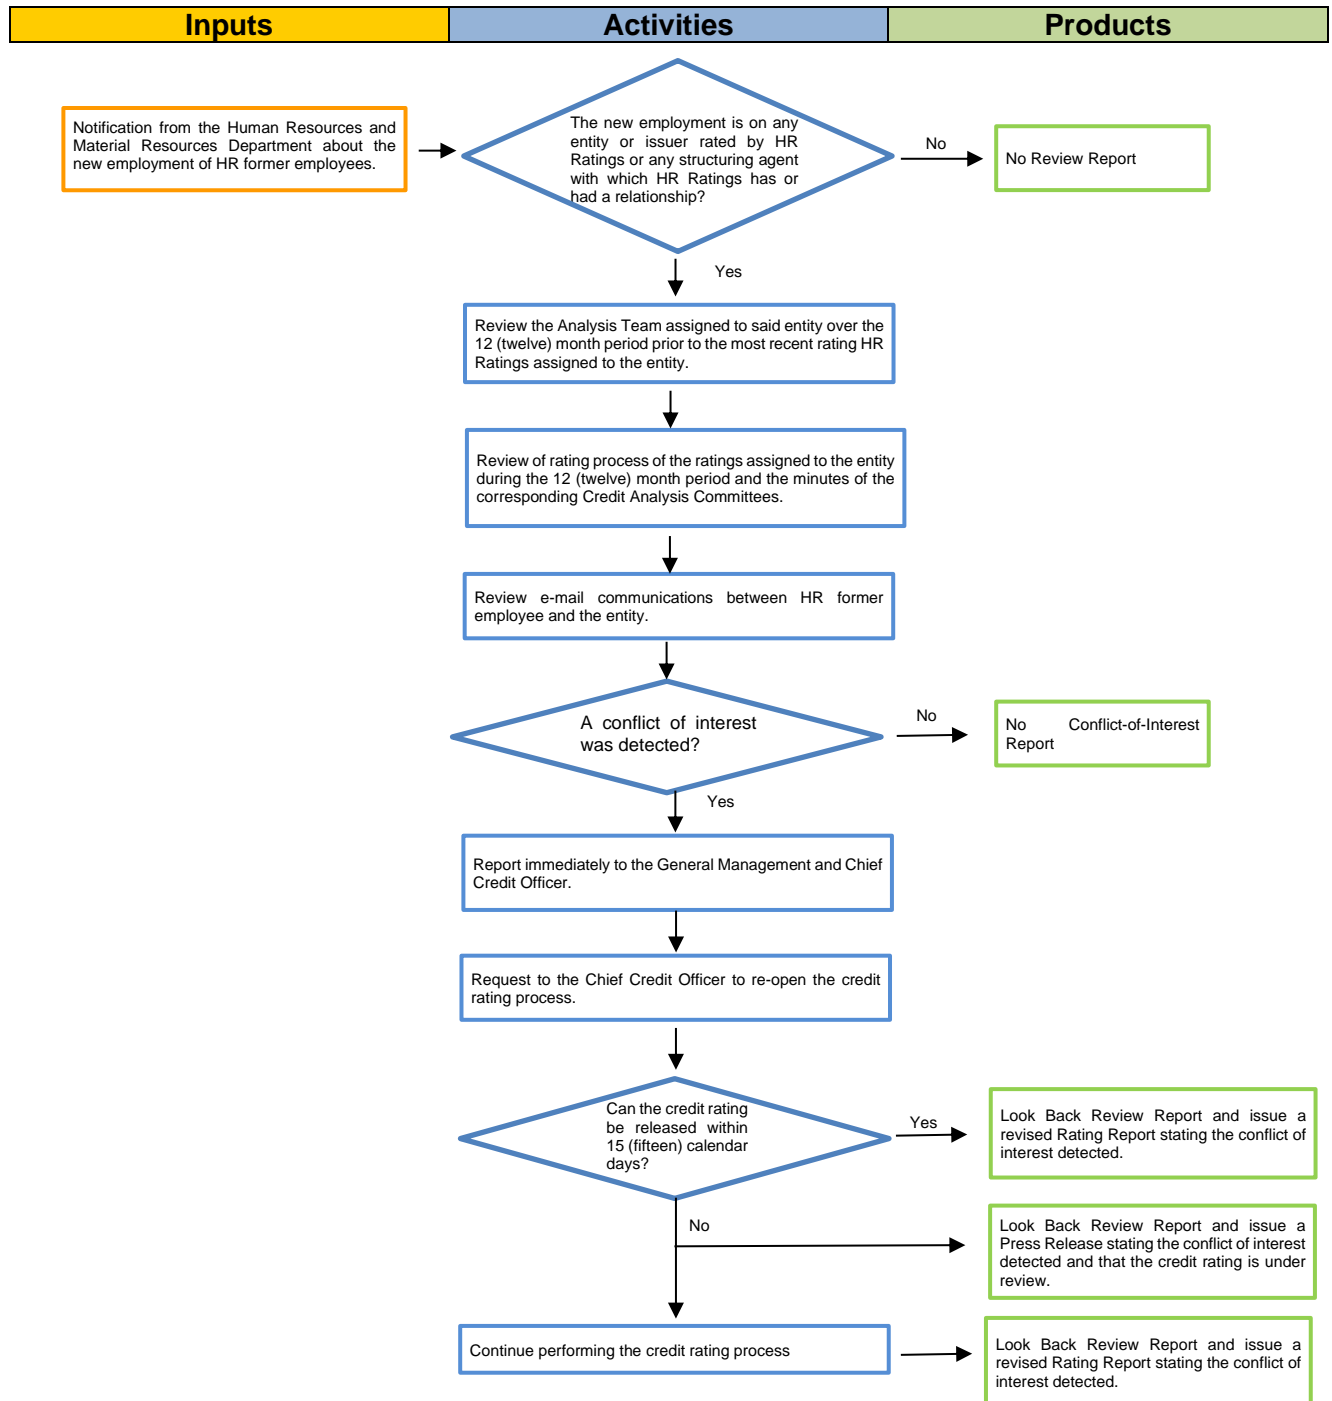 Inputs
Activities
Products
Notification from the Human Resources and
Material Resources Department about the
new employment of HR former employees.
The new employment is on any
entity or issuer rated by HR
Ratings or any structuring agent
with which HR Ratings has or
had a relationship?
No
No Review Report
Yes
Review the Analysis Team assigned to said entity over the
12 (twelve) month period prior to the most recent rating HR
Ratings assigned to the entity.
Review of rating process of the ratings assigned to the entity
during the 12 (twelve) month period and the minutes of the
corresponding Credit Analysis Committees.
Review e-mail communications between HR former
employee and the entity.
A conflict of interest
was detected?
No
No Conflict-of-Interest
Report
Yes
Report immediately to the General Management and Chief
Credit Officer.
Request to the Chief Credit Officer to re-open the credit
rating process.
Can the credit rating
be released within
15 (fifteen) calendar
days?
Yes
Look Back Review Report and issue a
revised Rating Report stating the conflict of
interest detected.
No
Look Back Review Report and issue a
Press Release stating the conflict of interest
detected and that the credit rating is under
review.
Continue performing the credit rating process
Look Back Review Report and issue a
revised Rating Report stating the conflict of
interest detected.